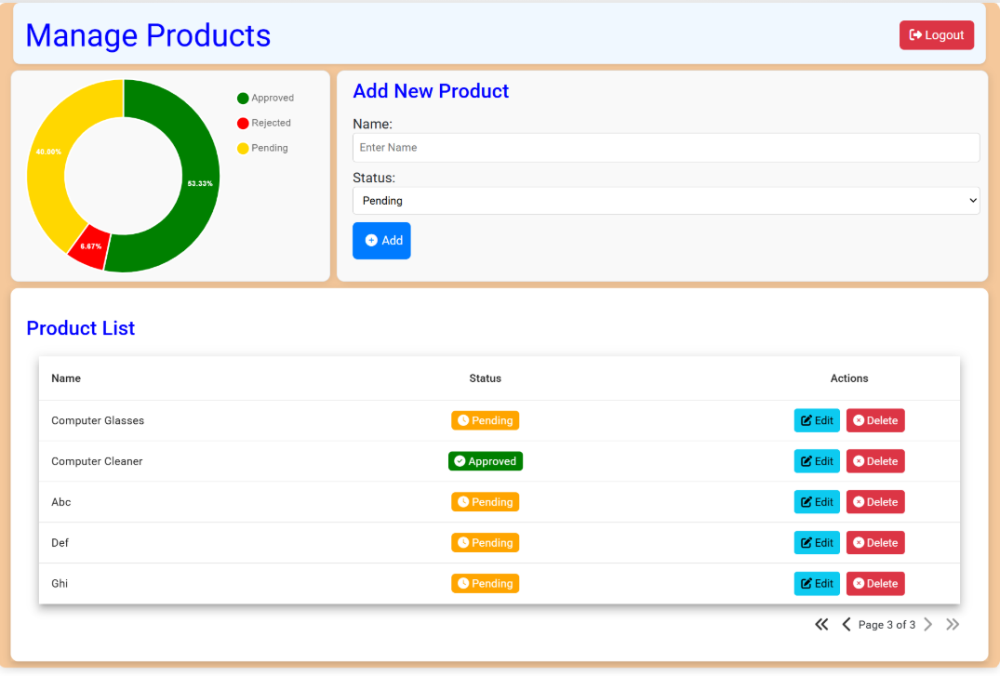 Manage Products
Logout
40.00%
53.33%
6.67%
Approved
Rejected
Pending
Add New Product
Name:
Enter Name
Status:
Pending
Add
Product List
Name Status Actions
Computer Glasses Pending Edit Delete
Computer Cleaner Approved Edit Delete
Abc Pending Edit Delete
Def Pending Edit Delete
Ghi Pending Edit Delete
Page 3 of 3